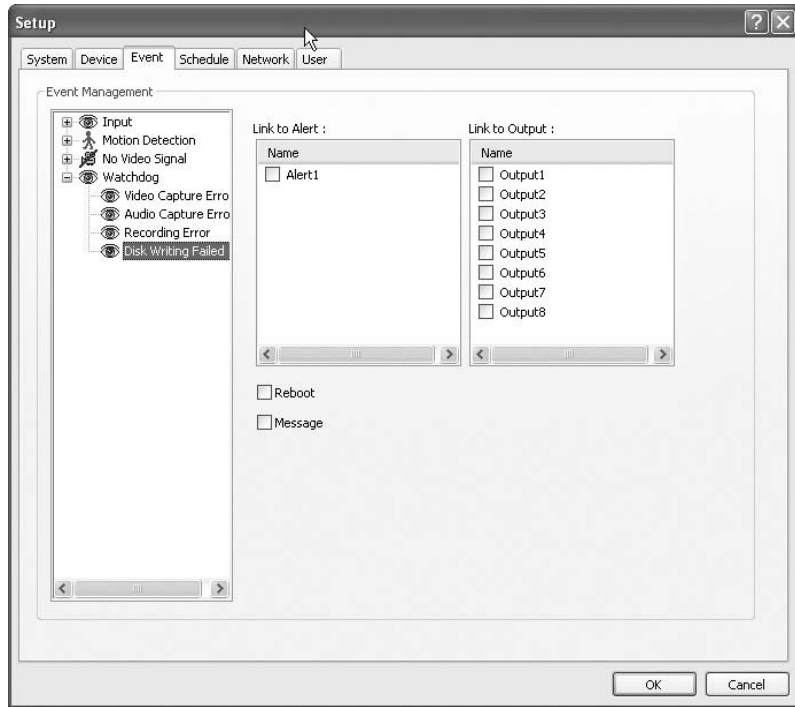 Setup
System Device Event Schedule Network User
Event Management
Input
Motion Detection
No Video Signal
Watchdog
Video Capture Erro
Audio Capture Erro
Recording Error
Disk Writing Failed
Link to Alert :
Name
Alert1
Link to Output :
Name
Output1
Output2
Output3
Output4
Output5
Output6
Output7
Output8
Reboot
Message
OK Cancel